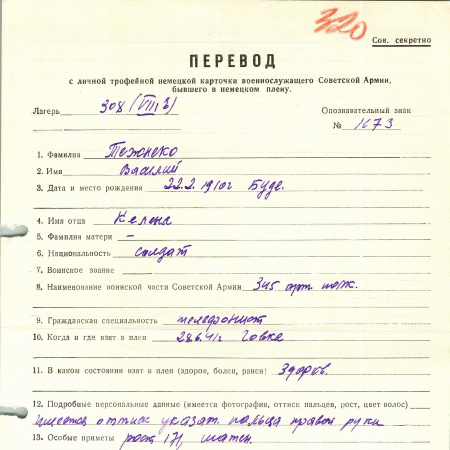 320
Сов. секретно
ПЕРЕВОД
с личной трофейной немецкой карточки военнослужащего Советской Армии,
бывшего в немецком плену.
Лагерь 308 (VIII
Опознавательный знак
№ 1673
1. Фамилия Тежнеко
2. Имя Василий
3. Дата и место рождения 22.2.1910г Буде.
4. Имя отца Келена
5. Фамилия матери –
6. Национальность солдат
7. Воинское звание
8. Наименование воинской части Советской Армии 345 арт. полк.
9. Гражданская специальность телефонист
10. Когда и где взят в плен 28.6.41г Говка
11. В каком состоянии взят в плен (здоров, болен, ранен) Здоров.
12. Подробные персональные данные (имеется фотография, оттиск пальцев, рост, цвет волос)
имеется оттиск указат. пальца правой руки
13. Особые приметы рост 171, шатен.